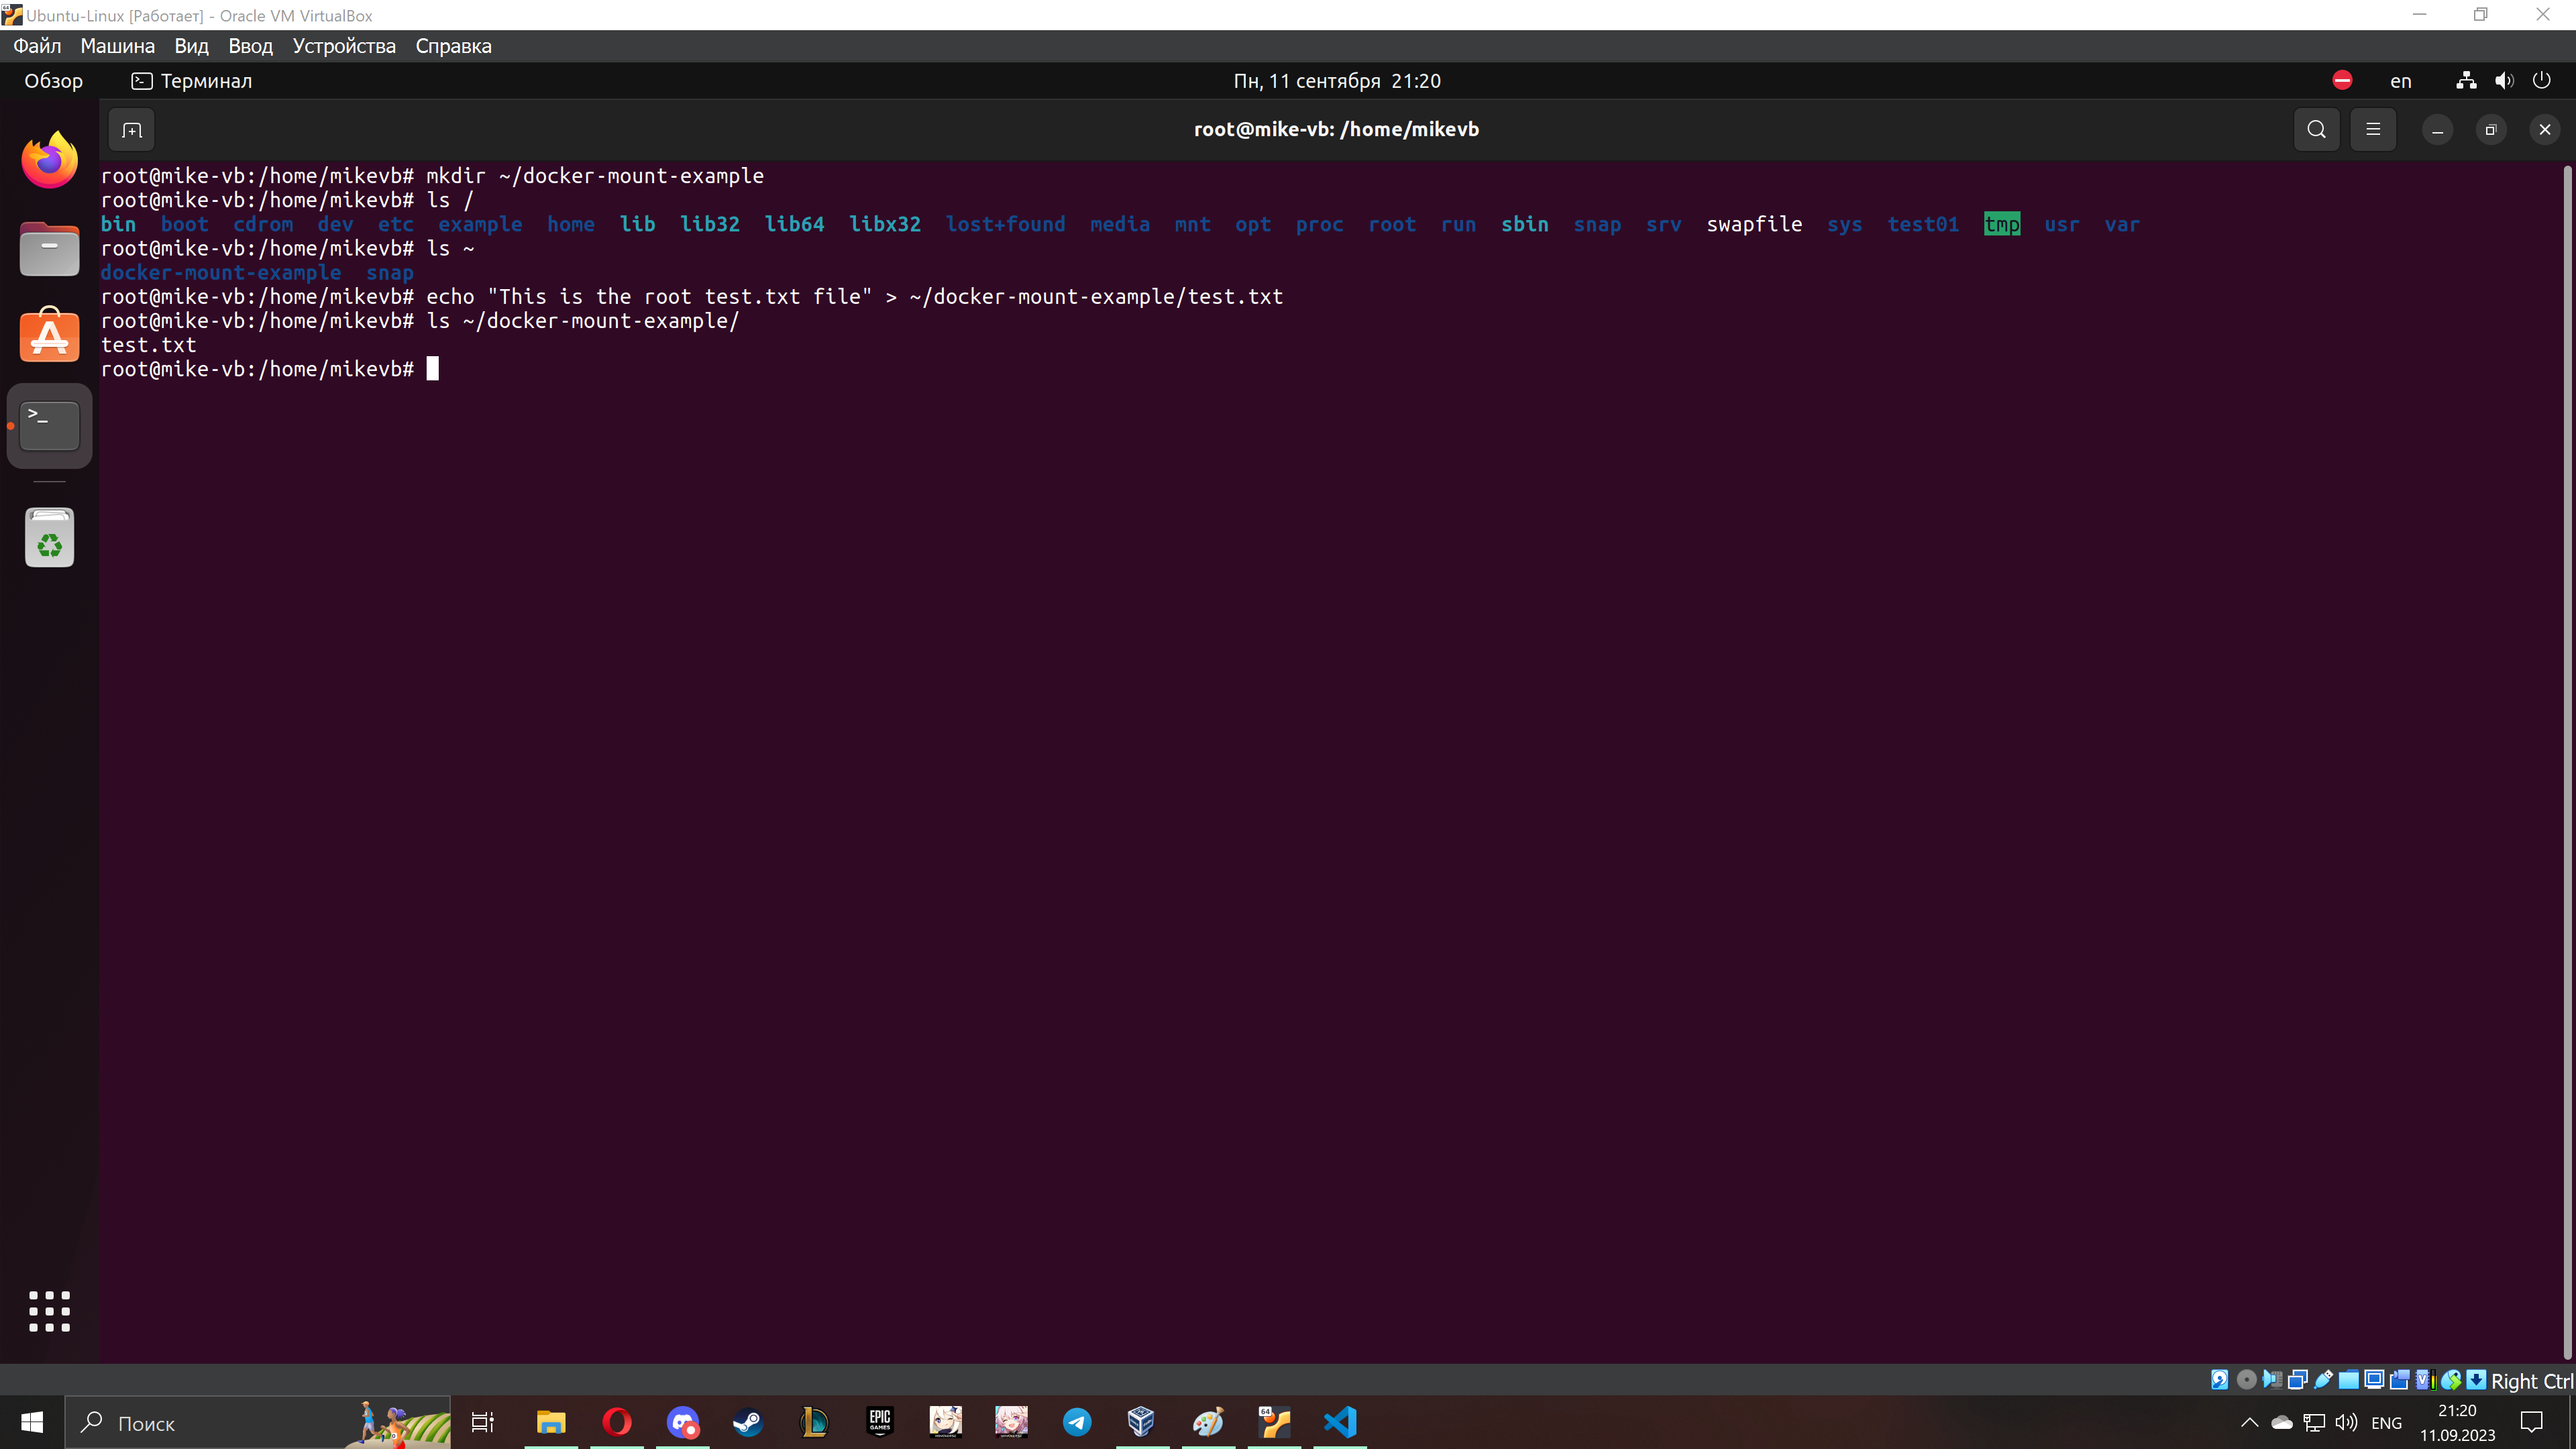 Ubuntu-Linux [Работает] - Oracle VM VirtualBox
Файл Машина Вид Ввод Устройства Справка
Обзор Терминал Пн, 11 сентября 21:20 en
root@mike-vb: /home/mikevb
root@mike-vb:/home/mikevb# mkdir ~/docker-mount-example
root@mike-vb:/home/mikevb# ls /
bin boot cdrom dev etc example home lib lib32 lib64 libx32 lost+found media mnt opt proc root run sbin snap srv swapfile sys test01 tmp usr var
root@mike-vb:/home/mikevb# ls ~
docker-mount-example snap
root@mike-vb:/home/mikevb# echo "This is the root test.txt file" > ~/docker-mount-example/test.txt
root@mike-vb:/home/mikevb# ls ~/docker-mount-example/
test.txt
root@mike-vb:/home/mikevb#
Right Ctrl
Поиск
EPIC
GAMES
64
ENG
21:20
11.09.2023